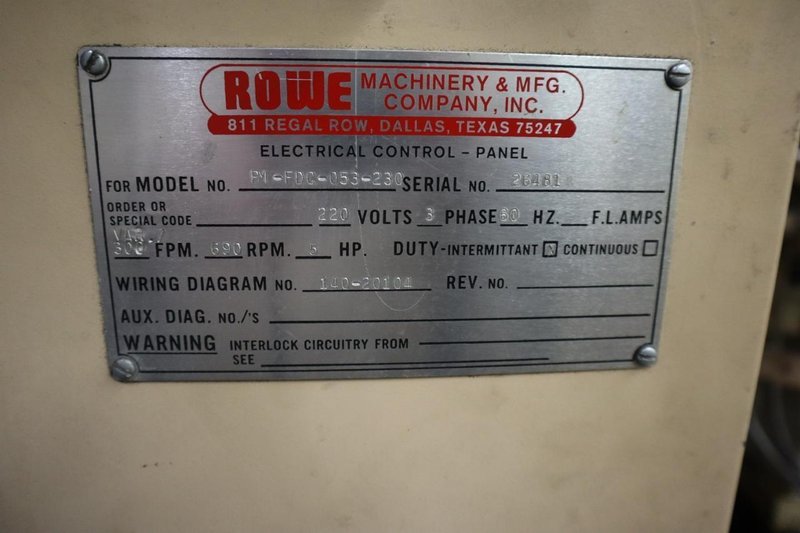 ROWE MACHINERY & MFG. COMPANY, INC.
811 REGAL ROW, DALLAS, TEXAS 75247
ELECTRICAL CONTROL - PANEL
FOR MODEL NO. PM-FDC-053-230 SERIAL NO. 26481
ORDER OR SPECIAL CODE 220 VOLTS 3 PHASE 60 HZ. F.L.AMPS
VAR. 300 FPM. 690 RPM. 5 HP. DUTY-INTERMITTANT CONTINUOUS
WIRING DIAGRAM NO. 140-20104 REV. NO.
AUX. DIAG. NO./'S
WARNING INTERLOCK CIRCUITRY FROM
SEE